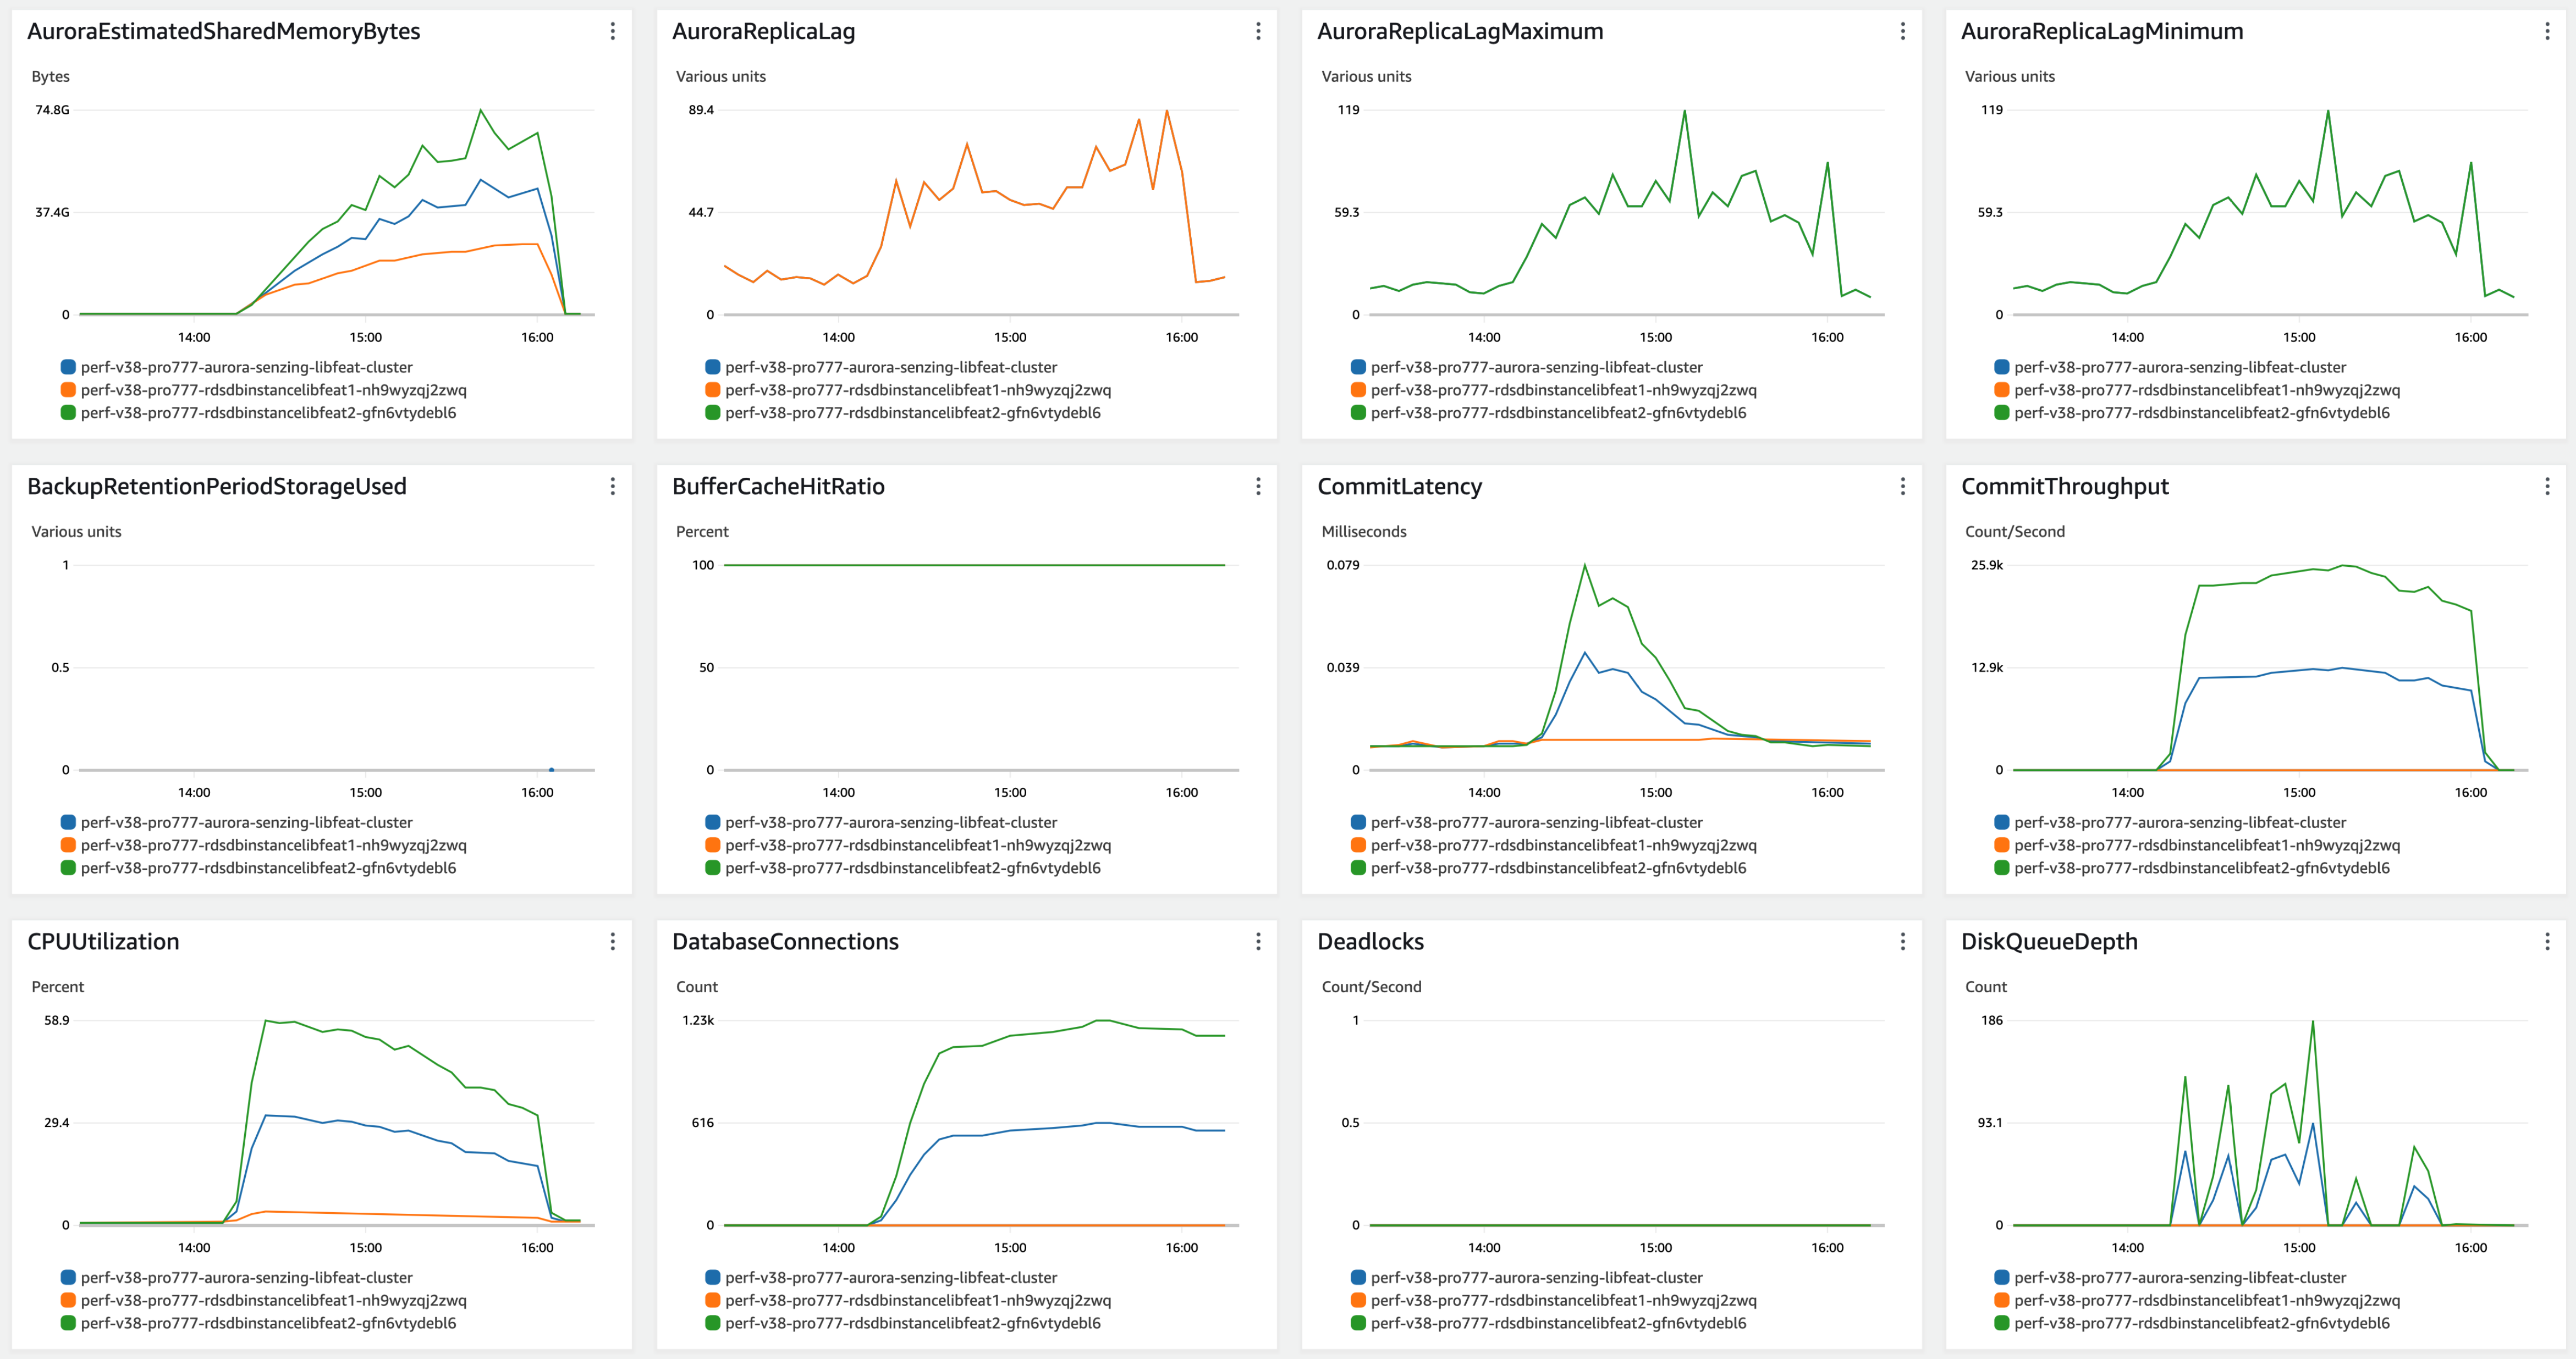 AuroraEstimatedSharedMemoryBytes
Bytes
74.8G
37.4G
0
14:00 15:00 16:00
perf-v38-pro777-aurora-senzing-libfeat-cluster
perf-v38-pro777-rdsdbinstancelibfeat1-nh9wyzqj2zwq
perf-v38-pro777-rdsdbinstancelibfeat2-gfn6vtydebl6
AuroraReplicaLag
Various units
89.4
44.7
0
14:00 15:00 16:00
perf-v38-pro777-aurora-senzing-libfeat-cluster
perf-v38-pro777-rdsdbinstancelibfeat1-nh9wyzqj2zwq
perf-v38-pro777-rdsdbinstancelibfeat2-gfn6vtydebl6
AuroraReplicaLagMaximum
Various units
119
59.3
0
14:00 15:00 16:00
perf-v38-pro777-aurora-senzing-libfeat-cluster
perf-v38-pro777-rdsdbinstancelibfeat1-nh9wyzqj2zwq
perf-v38-pro777-rdsdbinstancelibfeat2-gfn6vtydebl6
AuroraReplicaLagMinimum
Various units
119
59.3
0
14:00 15:00 16:00
perf-v38-pro777-aurora-senzing-libfeat-cluster
perf-v38-pro777-rdsdbinstancelibfeat1-nh9wyzqj2zwq
perf-v38-pro777-rdsdbinstancelibfeat2-gfn6vtydebl6
BackupRetentionPeriodStorageUsed
Various units
1
0.5
0
14:00 15:00 16:00
perf-v38-pro777-aurora-senzing-libfeat-cluster
perf-v38-pro777-rdsdbinstancelibfeat1-nh9wyzqj2zwq
perf-v38-pro777-rdsdbinstancelibfeat2-gfn6vtydebl6
BufferCacheHitRatio
Percent
100
50
0
14:00 15:00 16:00
perf-v38-pro777-aurora-senzing-libfeat-cluster
perf-v38-pro777-rdsdbinstancelibfeat1-nh9wyzqj2zwq
perf-v38-pro777-rdsdbinstancelibfeat2-gfn6vtydebl6
CommitLatency
Milliseconds
0.079
0.039
0
14:00 15:00 16:00
perf-v38-pro777-aurora-senzing-libfeat-cluster
perf-v38-pro777-rdsdbinstancelibfeat1-nh9wyzqj2zwq
perf-v38-pro777-rdsdbinstancelibfeat2-gfn6vtydebl6
CommitThroughput
Count/Second
25.9k
12.9k
0
14:00 15:00 16:00
perf-v38-pro777-aurora-senzing-libfeat-cluster
perf-v38-pro777-rdsdbinstancelibfeat1-nh9wyzqj2zwq
perf-v38-pro777-rdsdbinstancelibfeat2-gfn6vtydebl6
CPUUtilization
Percent
58.9
29.4
0
14:00 15:00 16:00
perf-v38-pro777-aurora-senzing-libfeat-cluster
perf-v38-pro777-rdsdbinstancelibfeat1-nh9wyzqj2zwq
perf-v38-pro777-rdsdbinstancelibfeat2-gfn6vtydebl6
DatabaseConnections
Count
1.23k
616
0
14:00 15:00 16:00
perf-v38-pro777-aurora-senzing-libfeat-cluster
perf-v38-pro777-rdsdbinstancelibfeat1-nh9wyzqj2zwq
perf-v38-pro777-rdsdbinstancelibfeat2-gfn6vtydebl6
Deadlocks
Count/Second
1
0.5
0
14:00 15:00 16:00
perf-v38-pro777-aurora-senzing-libfeat-cluster
perf-v38-pro777-rdsdbinstancelibfeat1-nh9wyzqj2zwq
perf-v38-pro777-rdsdbinstancelibfeat2-gfn6vtydebl6
DiskQueueDepth
Count
186
93.1
0
14:00 15:00 16:00
perf-v38-pro777-aurora-senzing-libfeat-cluster
perf-v38-pro777-rdsdbinstancelibfeat1-nh9wyzqj2zwq
perf-v38-pro777-rdsdbinstancelibfeat2-gfn6vtydebl6